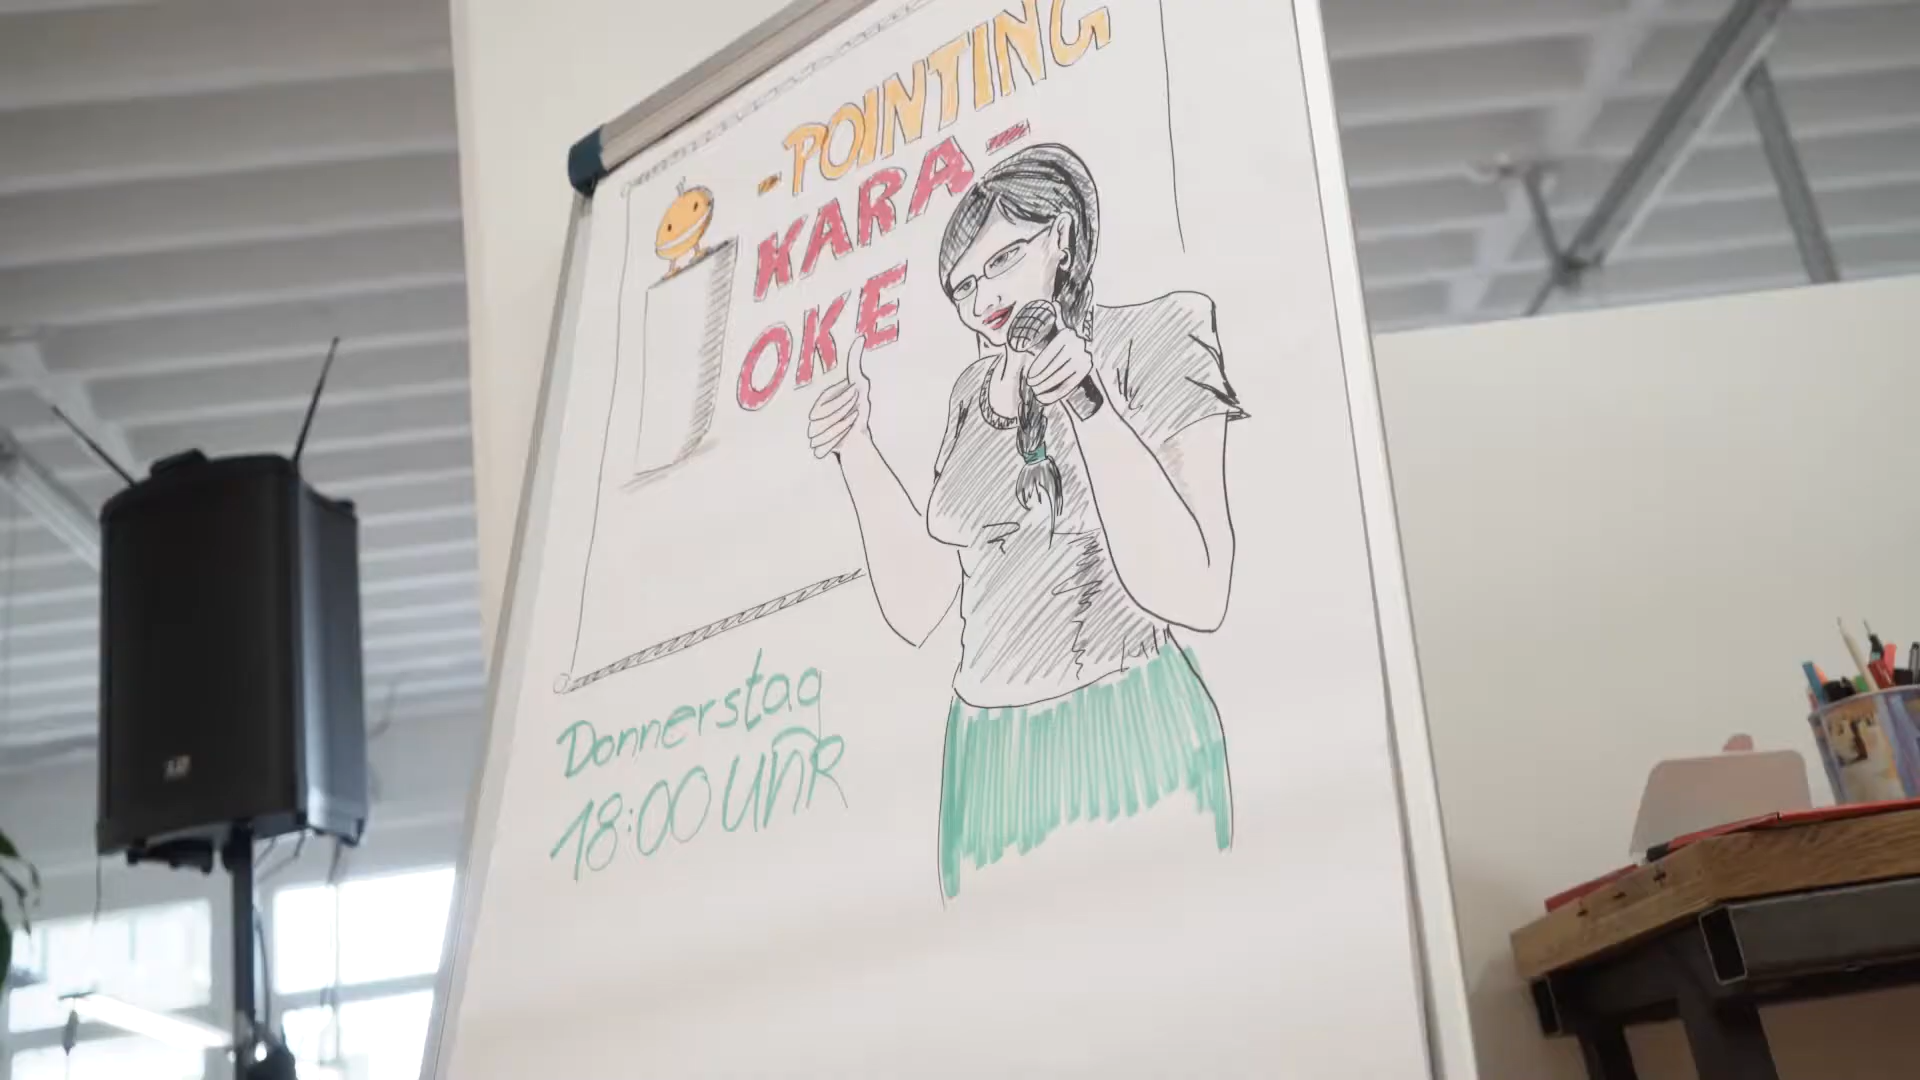 -POINTING
KARA-
OKE
Donnerstag
18:00 UhR